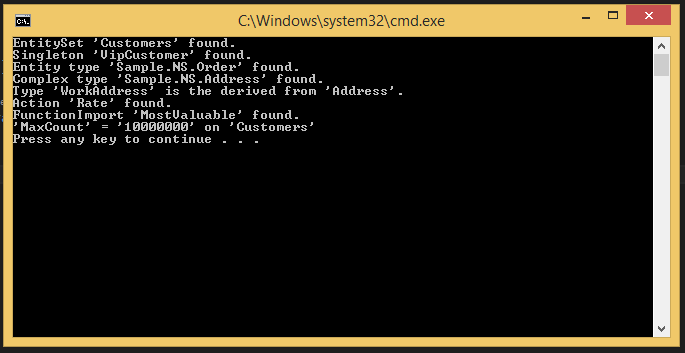 C:\Windows\system32\cmd.exe
EntitySet 'Customers' found.
Singleton 'VipCustomer' found.
Entity type 'Sample.NS.Order' found.
Complex type 'Sample.NS.Address' found.
Type 'WorkAddress' is the derived from 'Address'.
Action 'Rate' found.
FunctionImport 'MostValuable' found.
'MaxCount' = '10000000' on 'Customers'
Press any key to continue . . .